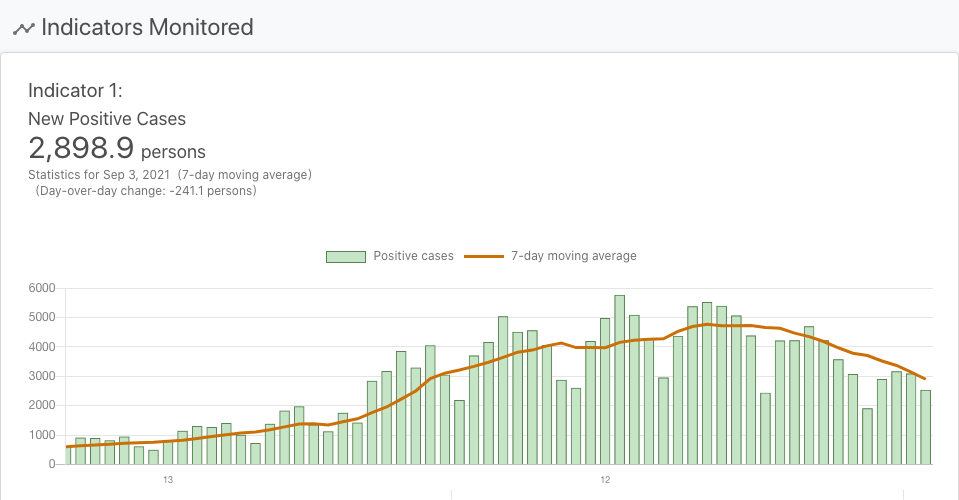 Indicators Monitored
Indicator 1:
New Positive Cases
2,898.9 persons
Statistics for Sep 3, 2021 (7-day moving average)
(Day-over-day change: -241.1 persons)
Positive cases 7-day moving average
6000
5000
4000
3000
2000
1000
0
13 12